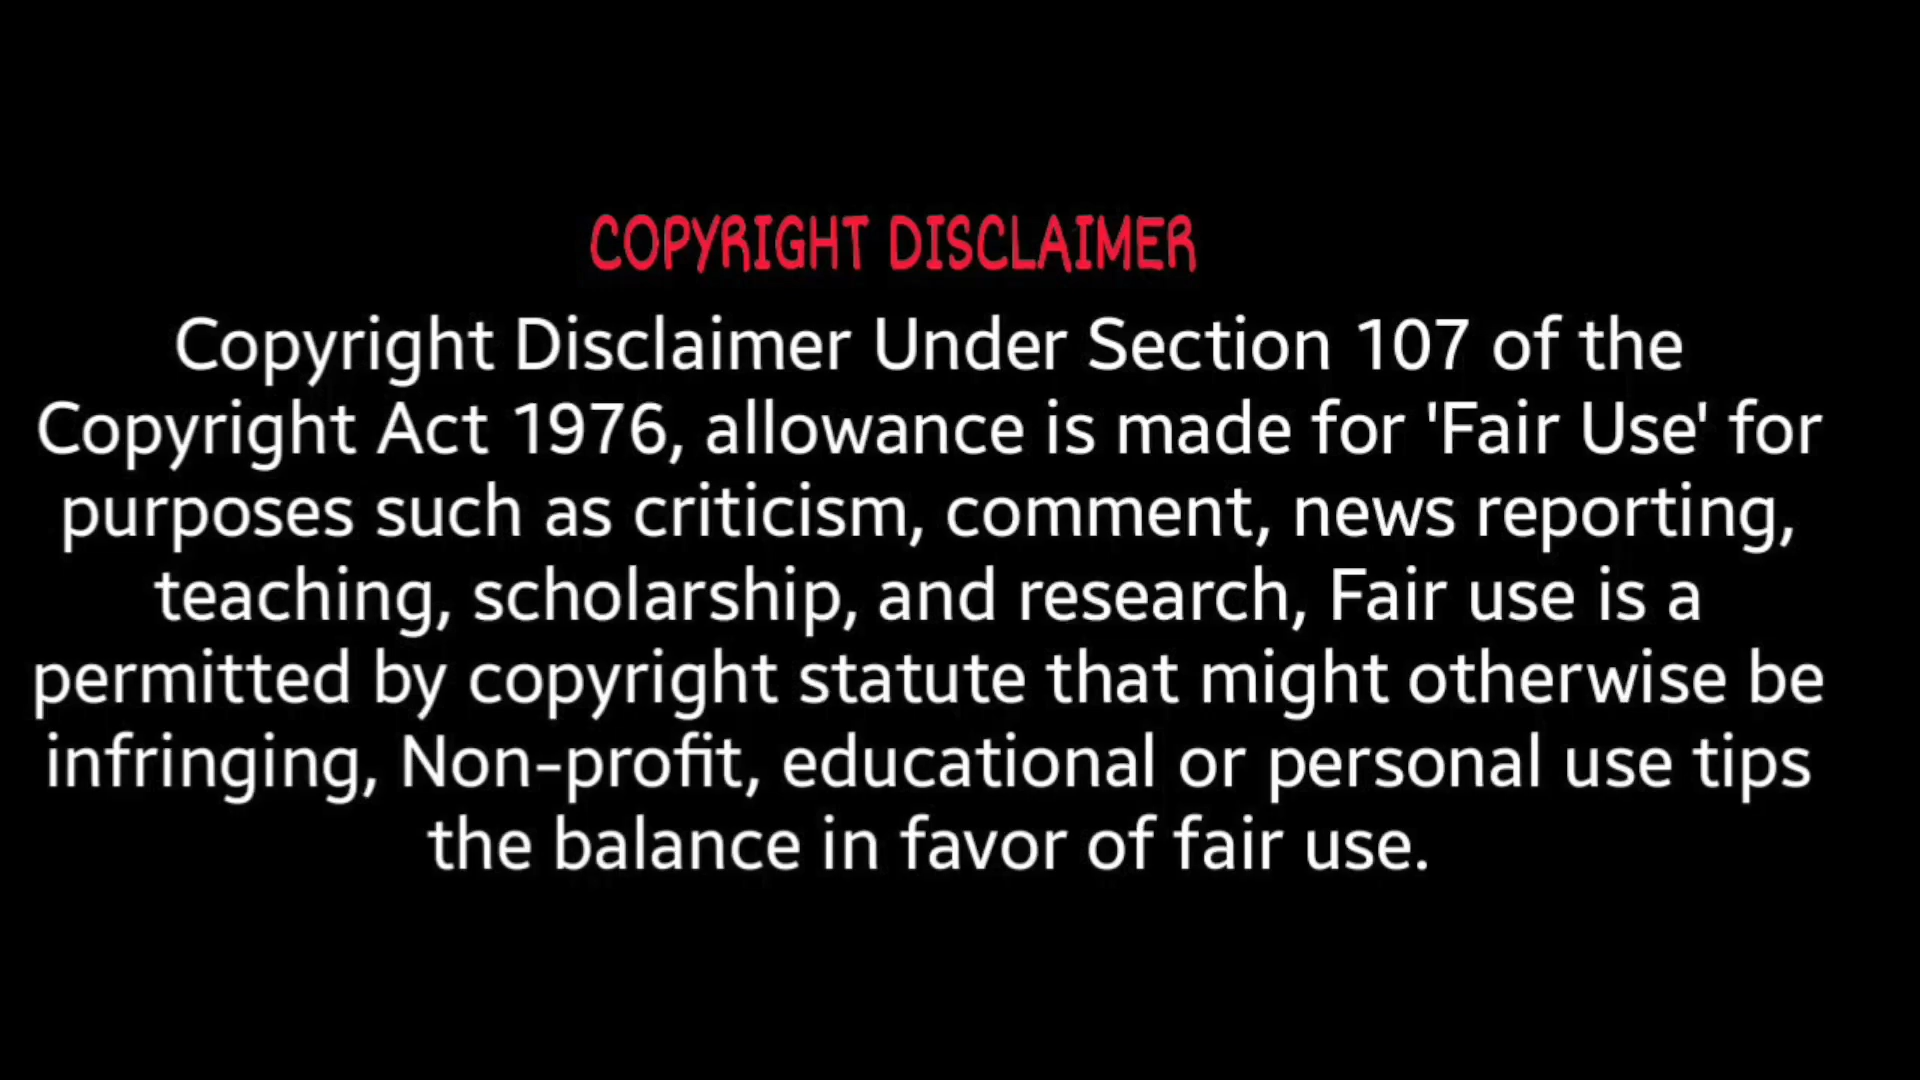 COPYRIGHT DISCLAIMER
Copyright Disclaimer Under Section 107 of the
Copyright Act 1976, allowance is made for 'Fair Use' for
purposes such as criticism, comment, news reporting,
teaching, scholarship, and research, Fair use is a
permitted by copyright statute that might otherwise be
infringing, Non-profit, educational or personal use tips
the balance in favor of fair use.